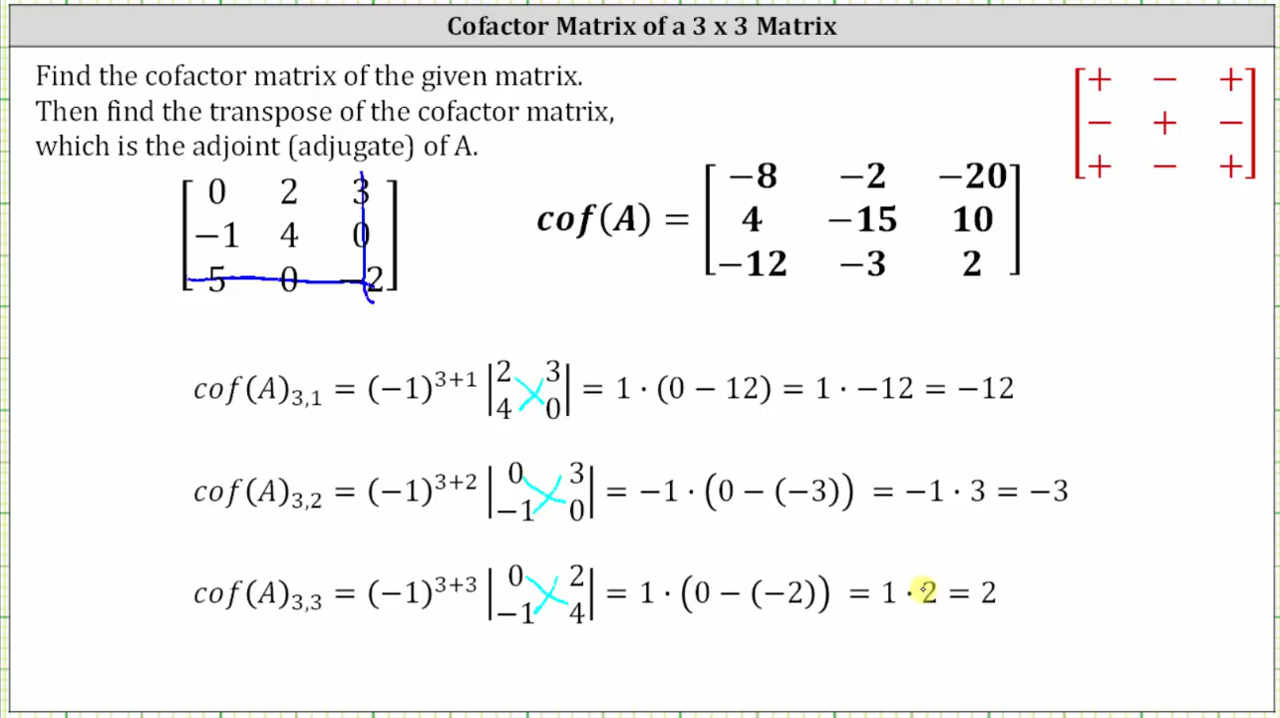 Cofactor Matrix of a 3 x 3 Matrix
Find the cofactor matrix of the given matrix.
Then find the transpose of the cofactor matrix,
which is the adjoint (adjugate) of A.
[+ − +]
[− + −]
[+ − +]
[0 2 3]
[−1 4 0]
[5 0 −2]
cof(A) = [−8 −2 −20]
[4 −15 10]
[−12 −3 2]
cof(A)₃,₁ = (−1)³⁺¹ |2 3| = 1 · (0 − 12) = 1 · −12 = −12
|4 0|
cof(A)₃,₂ = (−1)³⁺² |0 3| = −1 · (0 − (−3)) = −1 · 3 = −3
|−1 0|
cof(A)₃,₃ = (−1)³⁺³ |0 2| = 1 · (0 − (−2)) = 1 · 2 = 2
|−1 4|